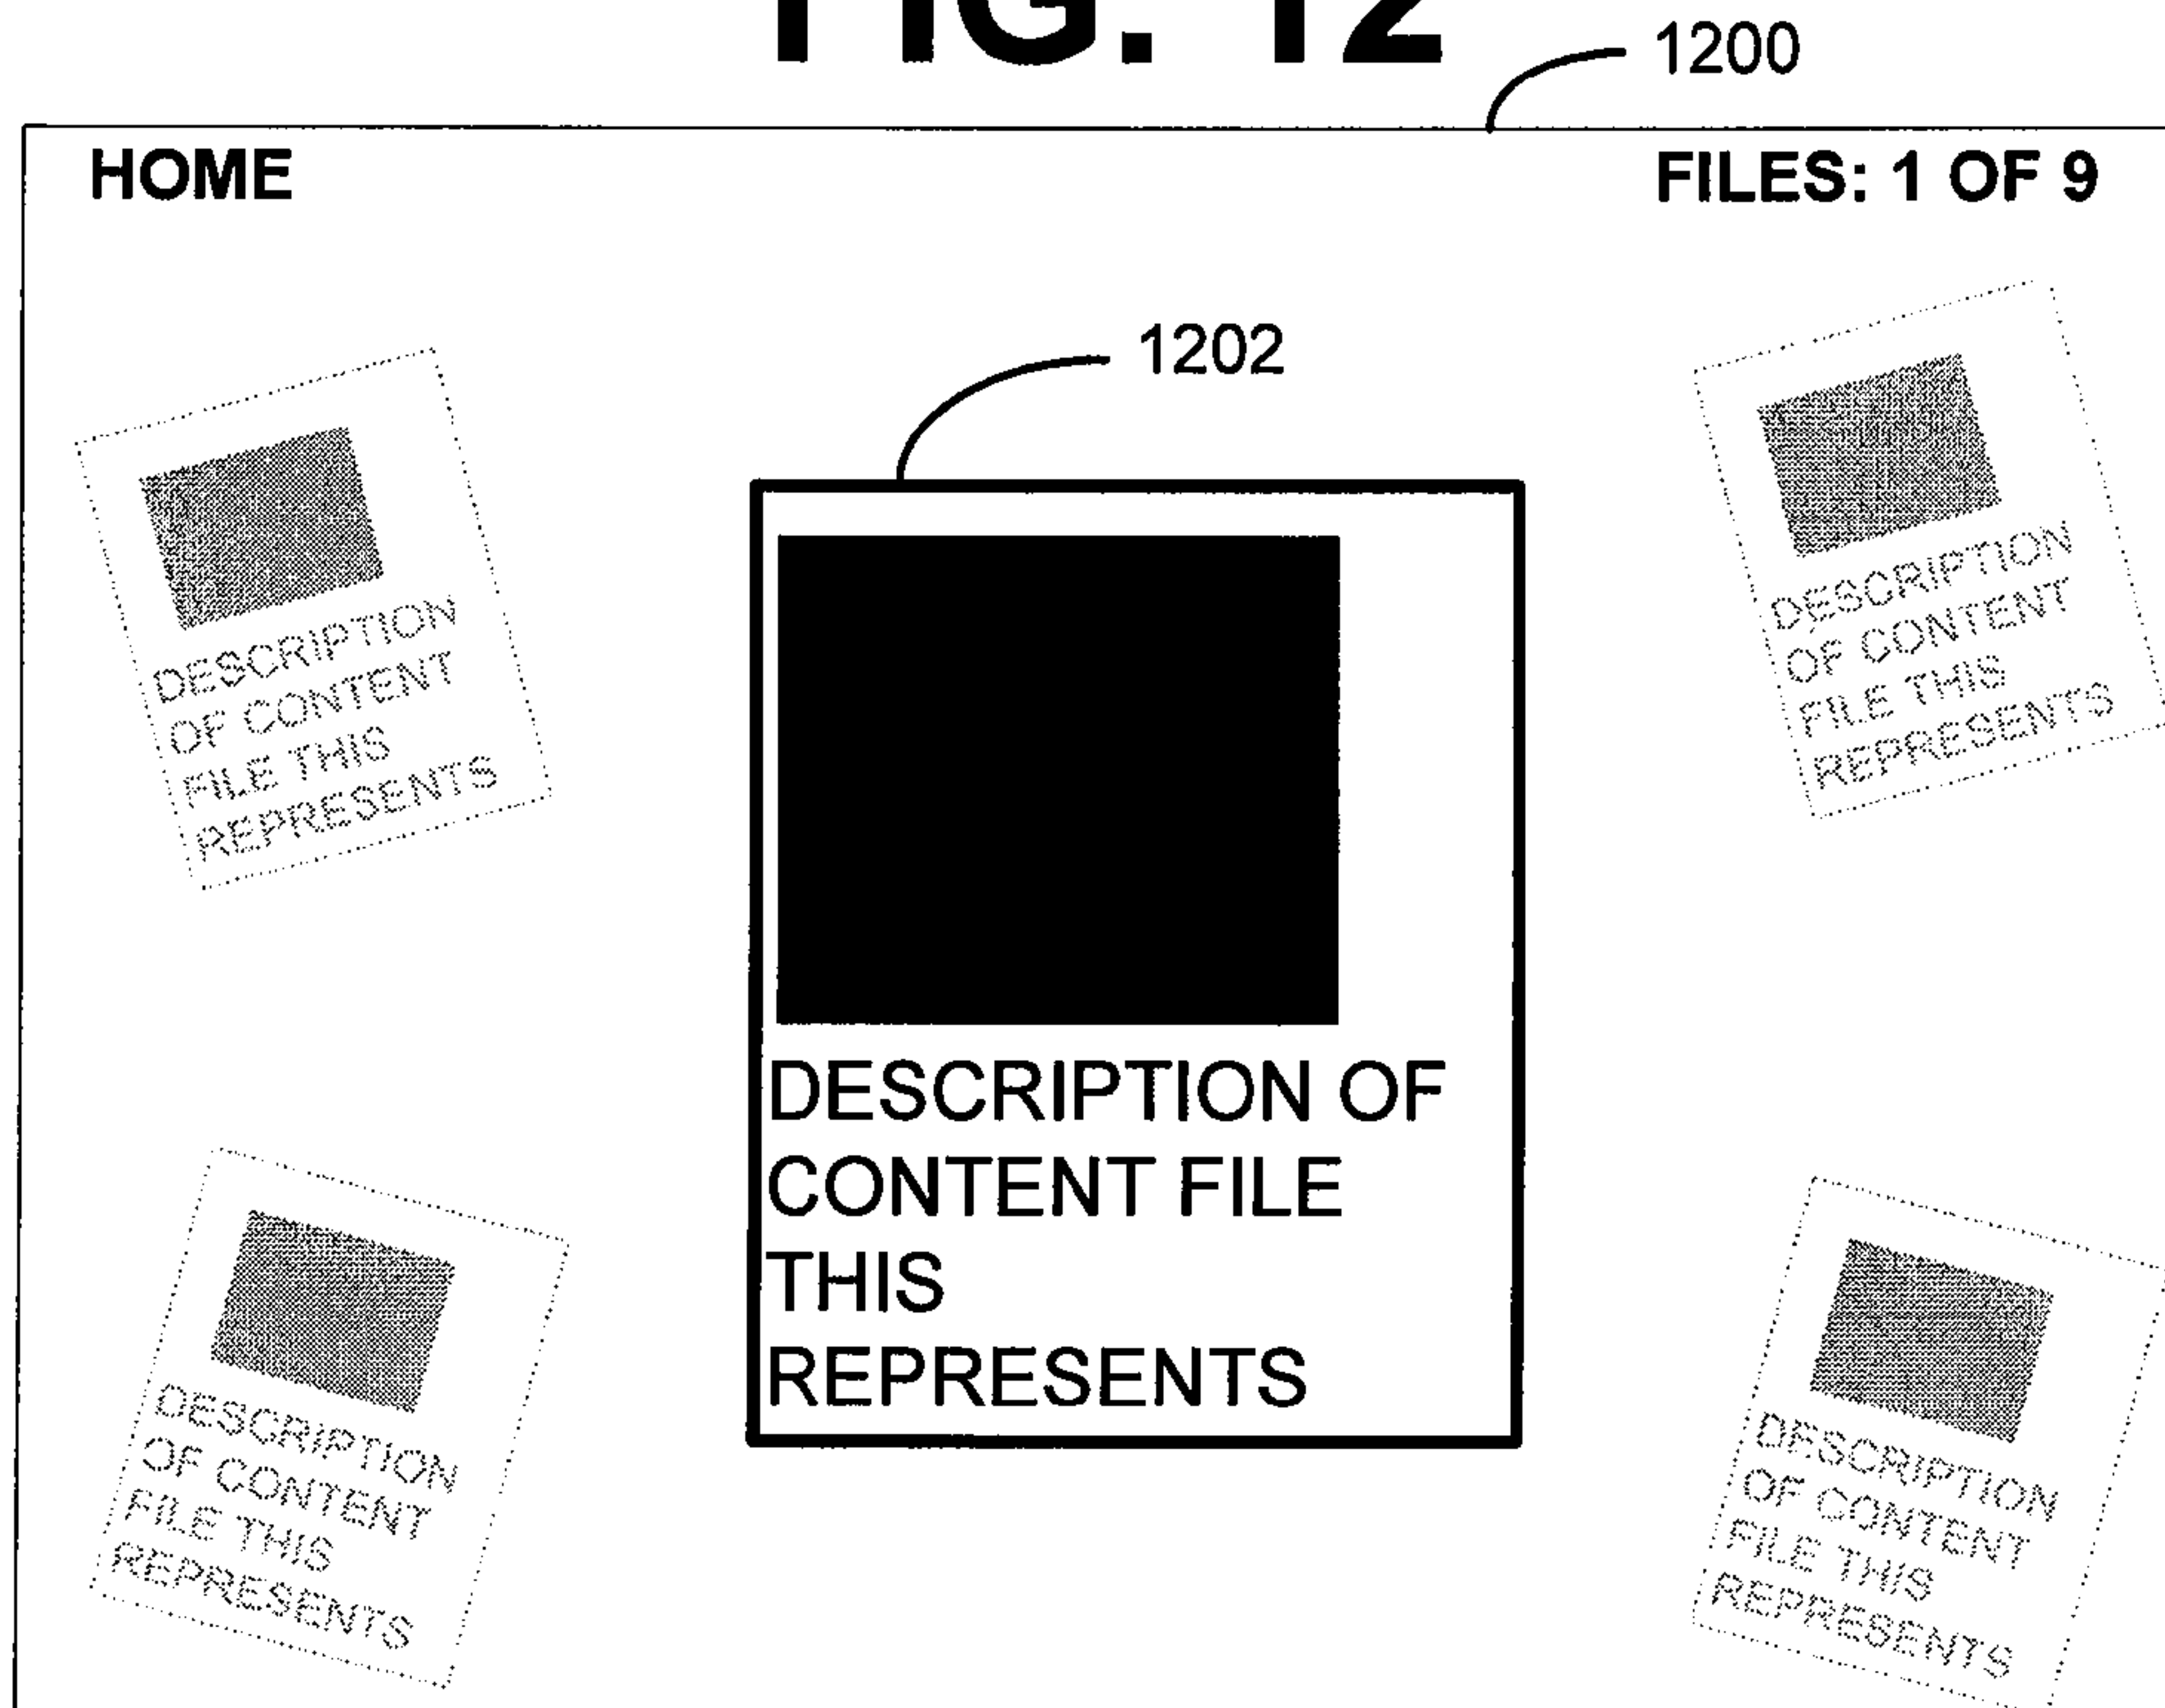 FIG. 12
1200
HOME
FILES: 1 OF 9
1202
DESCRIPTION
OF CONTENT
FILE THIS
REPRESENTS
DESCRIPTION
OF CONTENT
FILE THIS
REPRESENTS
DESCRIPTION OF
CONTENT FILE
THIS
REPRESENTS
DESCRIPTION
OF CONTENT
FILE THIS
REPRESENTS
DESCRIPTION
OF CONTENT
FILE THIS
REPRESENTS